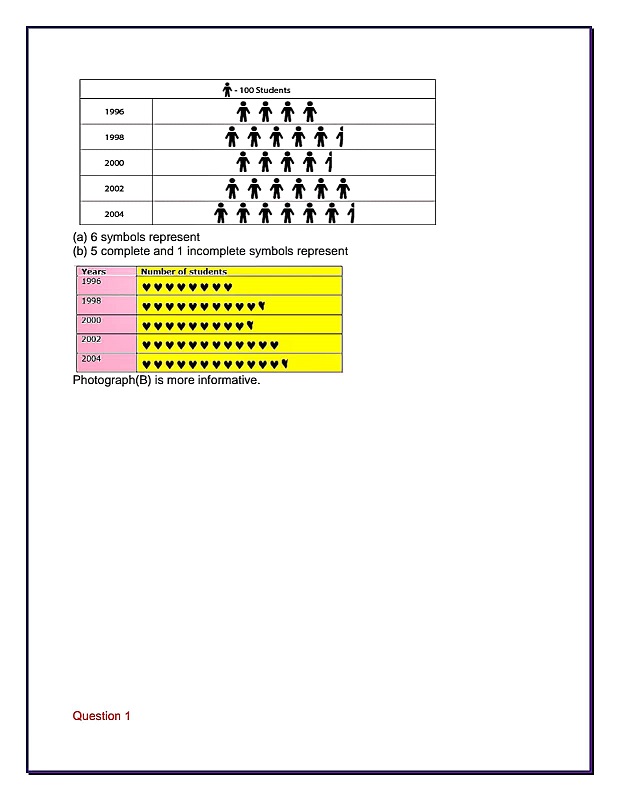 - 100 Students
1996
1998
2000
2002
2004
(a) 6 symbols represent
(b) 5 complete and 1 incomplete symbols represent
Years Number of students
1996
1998
2000
2002
2004
Photograph(B) is more informative.
Question 1